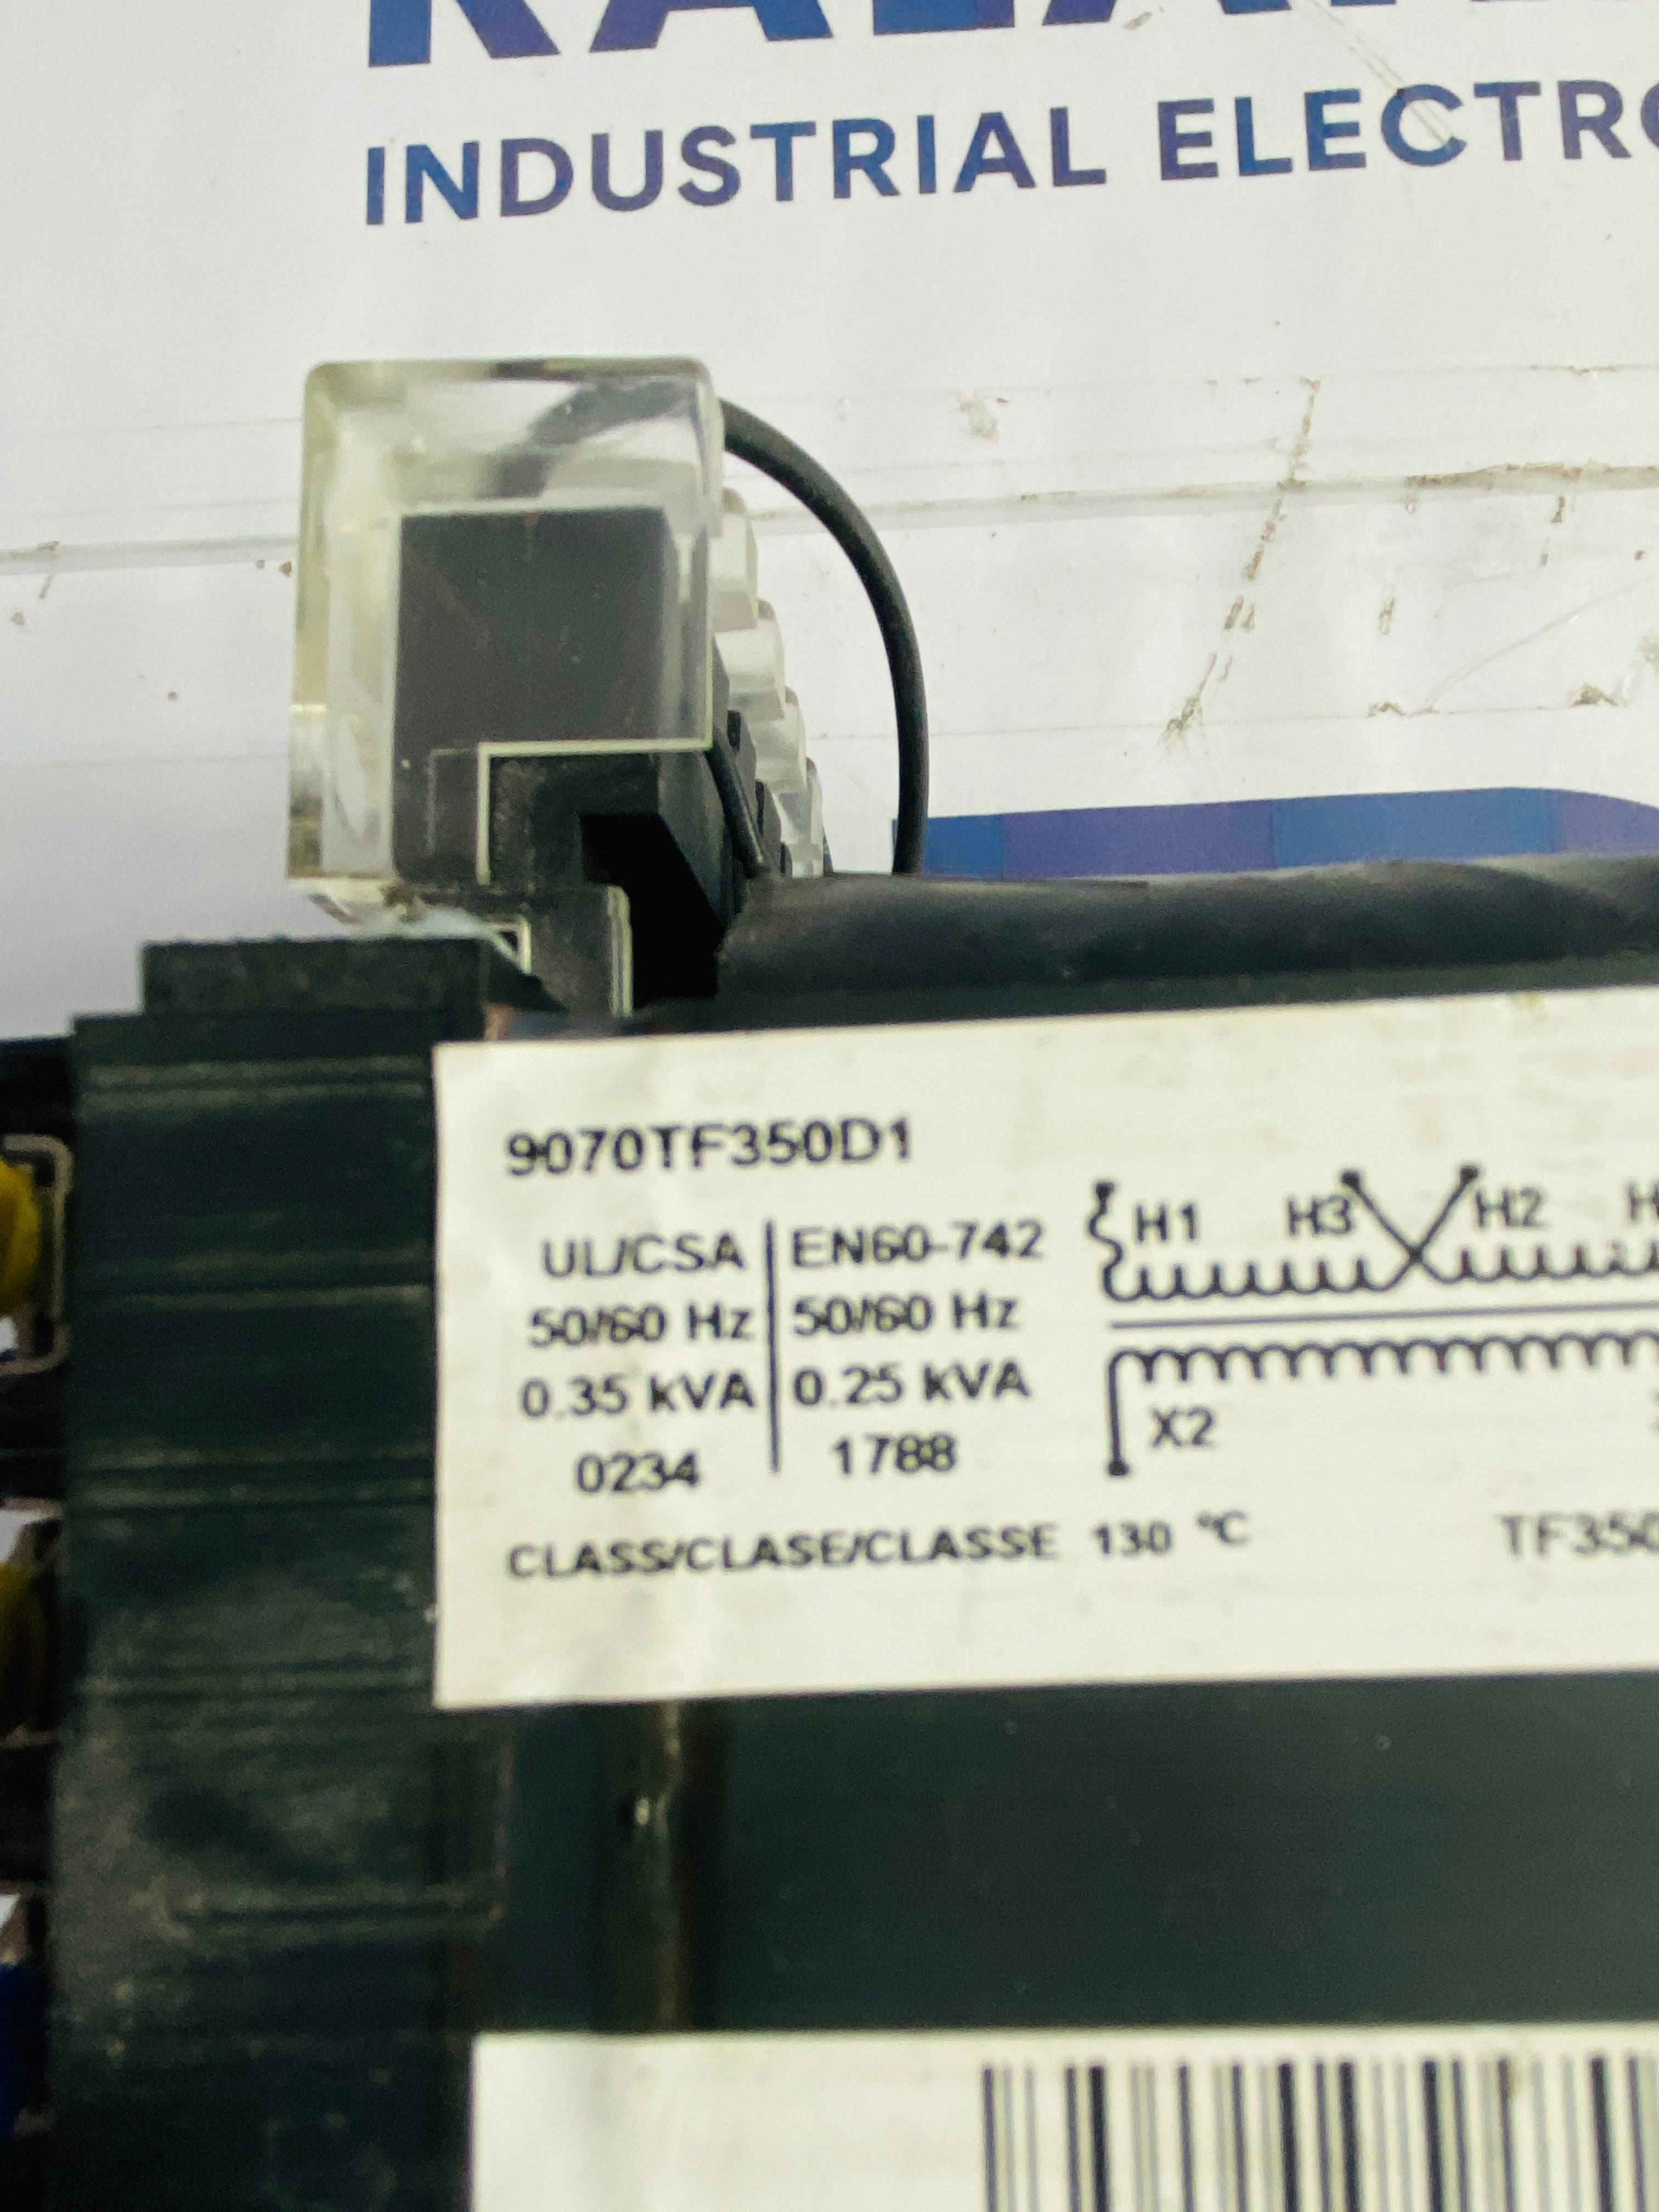 INDUSTRIAL
9070TF350D1
UL/CSA EN60-742
50/60 Hz 50/60 Hz
0.35 kVA 0.25 kVA
0234 1788
CLASS/CLASE/CLASSE 130 °C
H1 H3 H2
X2